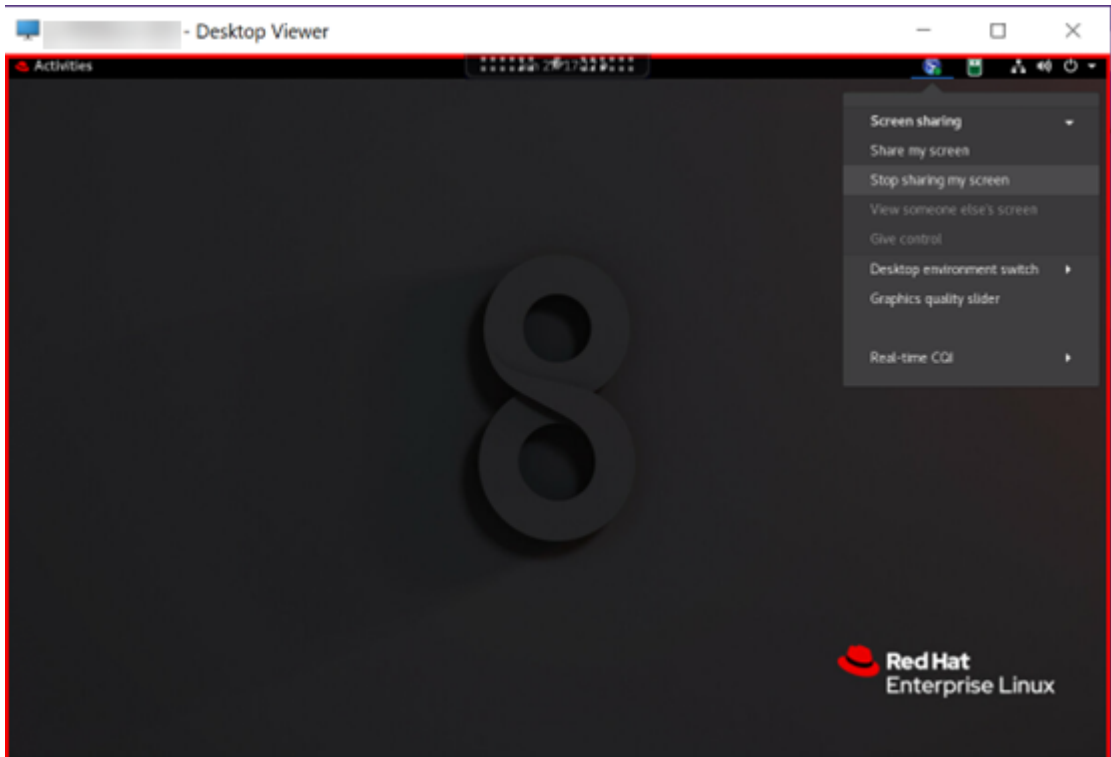 - Desktop Viewer
Activities
Screen sharing
Share my screen
Stop sharing my screen
View someone else's screen
Give control
Desktop environment switch
Graphics quality slider
Real-time CQI
8
Red Hat
Enterprise Linux